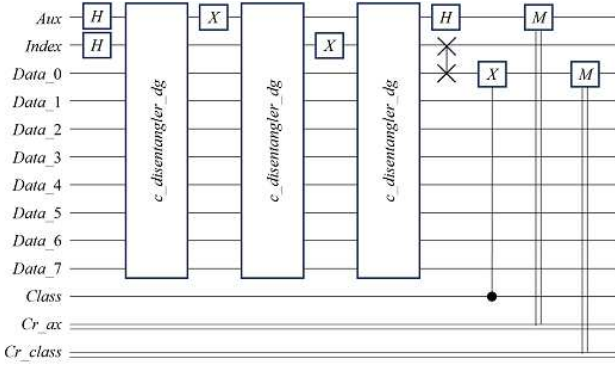 Aux H X H M
Index H X
Data_0 X M
Data_1
Data_2
Data_3
Data_4
Data_5
Data_6
Data_7
Class
Cr_ax
Cr_class
c_disentangler_dg
c_disentangler_dg
c_disentangler_dg